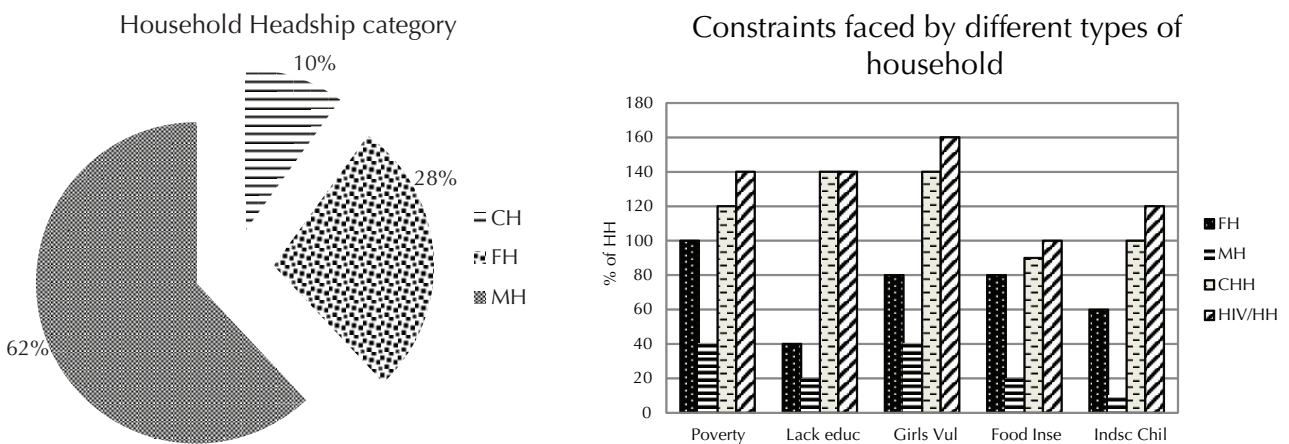 Household Headship category
10%
28%
62%
CH
FH
MH
Constraints faced by different types of
household
180
160
140
120
100
80
60
40
20
0
% of HH
Poverty
Lack educ
Girls Vul
Food Inse
Indsc Chil
FH
MH
CHH
HIV/HH